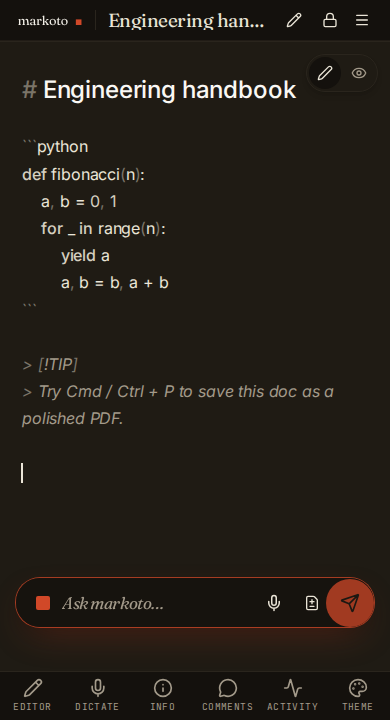 markoto
Engineering han...
# Engineering handbook
```python
def fibonacci(n):
    a, b = 0, 1
    for _ in range(n):
        yield a
        a, b = b, a + b
```
> [!TIP]
> Try Cmd / Ctrl + P to save this doc as a
polished PDF.
Ask markoto...
EDITOR DICTATE INFO COMMENTS ACTIVITY THEME